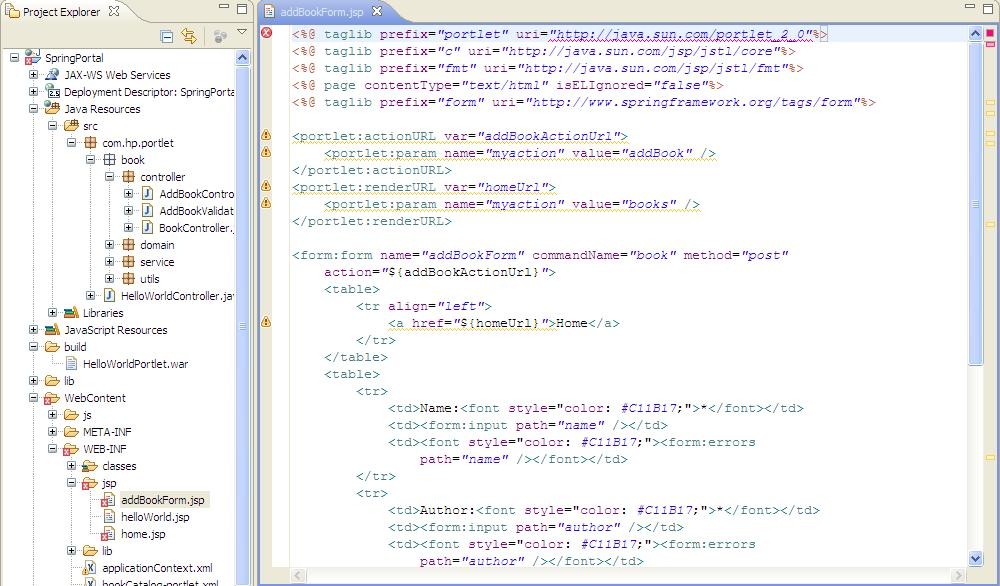 Project Explorer
SpringPortal
JAX-WS Web Services
Deployment Descriptor: SpringPorta
Java Resources
src
com.hp.portlet
book
controller
AddBookContro
AddBookValidat
BookController.
domain
service
utils
HelloWorldController.jav
Libraries
JavaScript Resources
build
HelloWorldPortlet.war
lib
WebContent
js
META-INF
WEB-INF
classes
jsp
addBookForm.jsp
helloWorld.jsp
home.jsp
lib
applicationContext.xml
bookCatalog-portlet.xml
addBookForm.jsp
<%@ taglib prefix="portlet" uri="http://java.sun.com/portlet_2_0"%>
<%@ taglib prefix="c" uri="http://java.sun.com/jsp/jstl/core"%>
<%@ taglib prefix="fmt" uri="http://java.sun.com/jsp/jstl/fmt"%>
<%@ page contentType="text/html" isELIgnored="false"%>
<%@ taglib prefix="form" uri="http://www.springframework.org/tags/form"%>
<portlet:actionURL var="addBookActionUrl">
<portlet:param name="myaction" value="addBook" />
</portlet:actionURL>
<portlet:renderURL var="homeUrl">
<portlet:param name="myaction" value="books" />
</portlet:renderURL>
<form:form name="addBookForm" commandName="book" method="post"
action="${addBookActionUrl}">
<table>
<tr align="left">
<a href="${homeUrl}">Home</a>
</tr>
</table>
<table>
<tr>
<td>Name:<font style="color: #C11B17;">*</font></td>
<td><form:input path="name" /></td>
<td><font style="color: #C11B17;"><form:errors
path="name" /></font></td>
</tr>
<tr>
<td>Author:<font style="color: #C11B17;">*</font></td>
<td><form:input path="author" /></td>
<td><font style="color: #C11B17;"><form:errors
path="author" /></font></td>